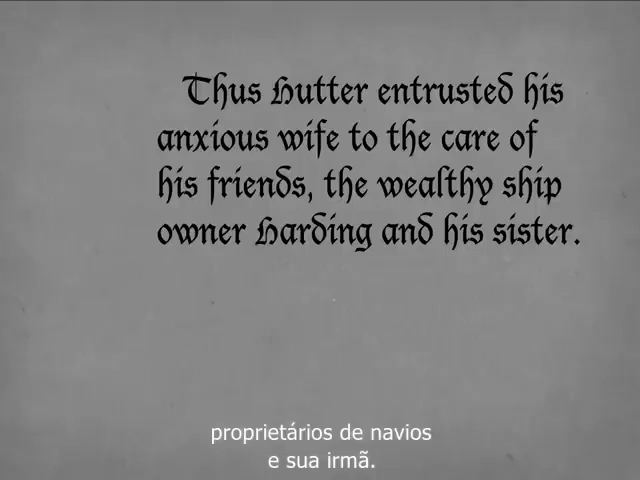 Thus Hutter entrusted his
anxious wife to the care of
his friends, the wealthy ship
owner Harding and his sister.
proprietários de navios
e sua irmã.